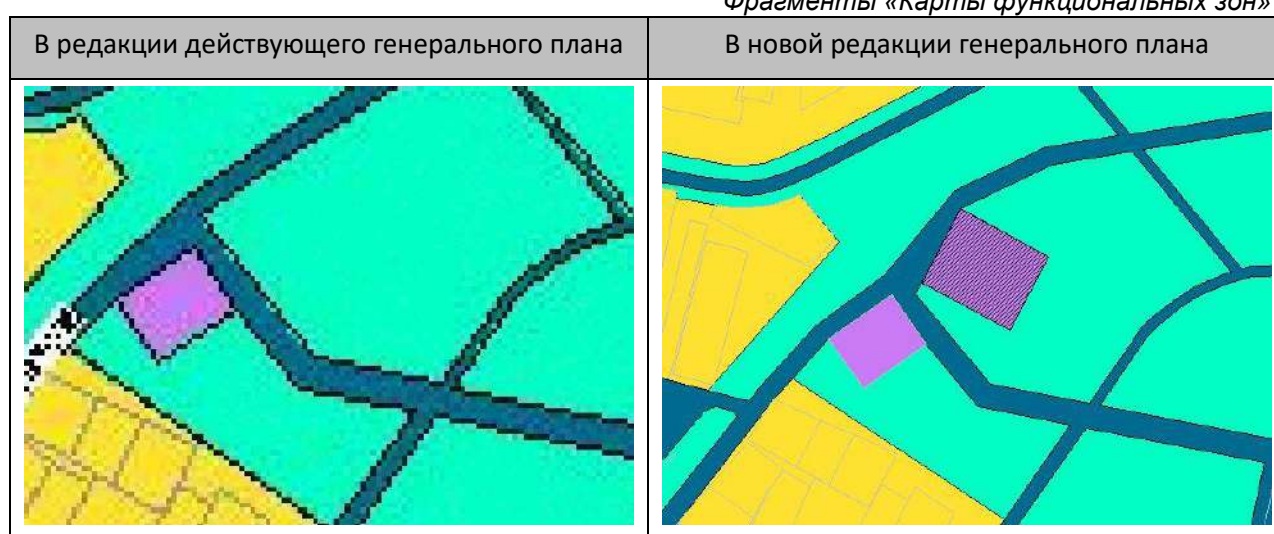 Фрагменты «Карты функциональных зон»
В редакции действующего генерального плана
В новой редакции генерального плана